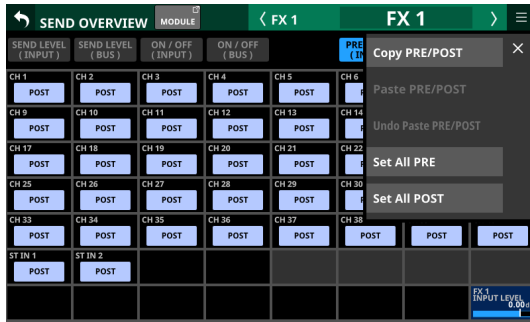 SEND OVERVIEW MODULE FX 1 FX 1
SEND LEVEL SEND LEVEL ON / OFF ON / OFF PRE
( INPUT ) ( BUS ) ( INPUT ) ( BUS )
Copy PRE/POST
Paste PRE/POST
Undo Paste PRE/POST
Set All PRE
Set All POST
CH 1 CH 2 CH 3 CH 4 CH 5 CH 6
POST POST POST POST POST
CH 9 CH 10 CH 11 CH 12 CH 13 CH 14
POST POST POST POST POST
CH 17 CH 18 CH 19 CH 20 CH 21 CH 22
POST POST POST POST POST
CH 25 CH 26 CH 27 CH 28 CH 29 CH 30
POST POST POST POST POST
CH 33 CH 34 CH 35 CH 36 CH 37 CH 38
POST POST POST POST POST POST POST POST
ST IN 1 ST IN 2
POST POST
FX 1
INPUT LEVEL
0.00d